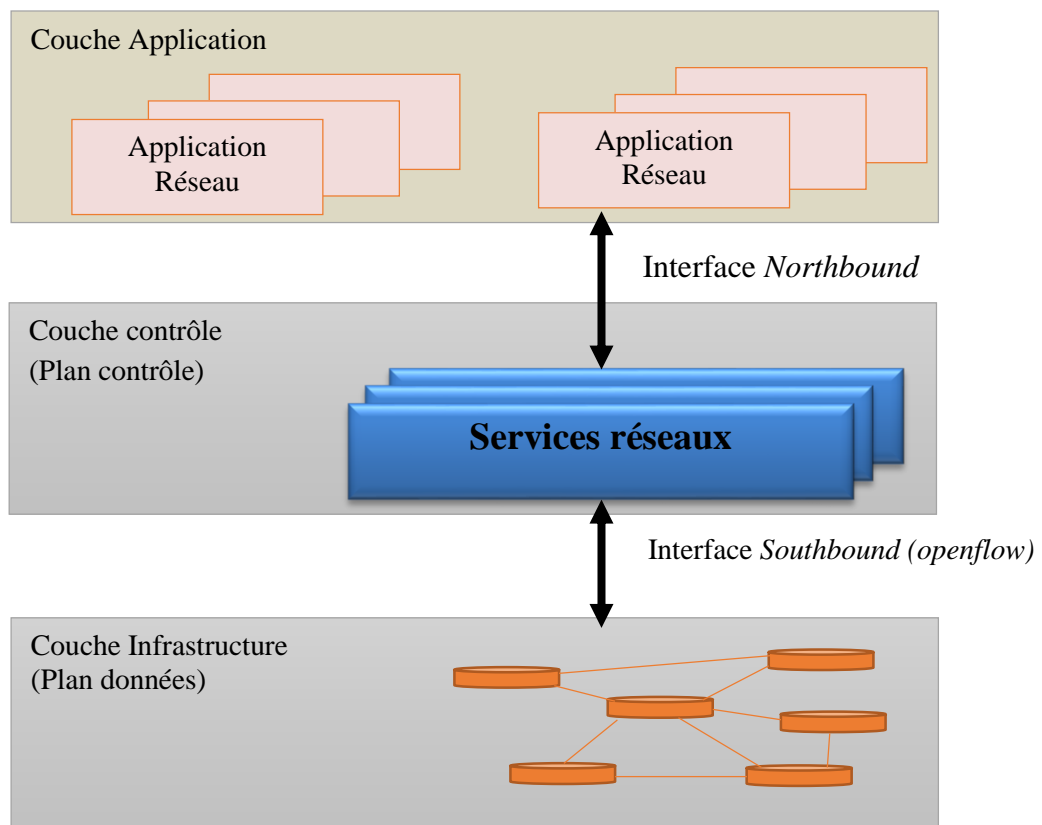 Couche Application
Application
Réseau
Application
Réseau
Interface Northbound
Couche contrôle
(Plan contrôle)
Services réseaux
Interface Southbound (openflow)
Couche Infrastructure
(Plan données)